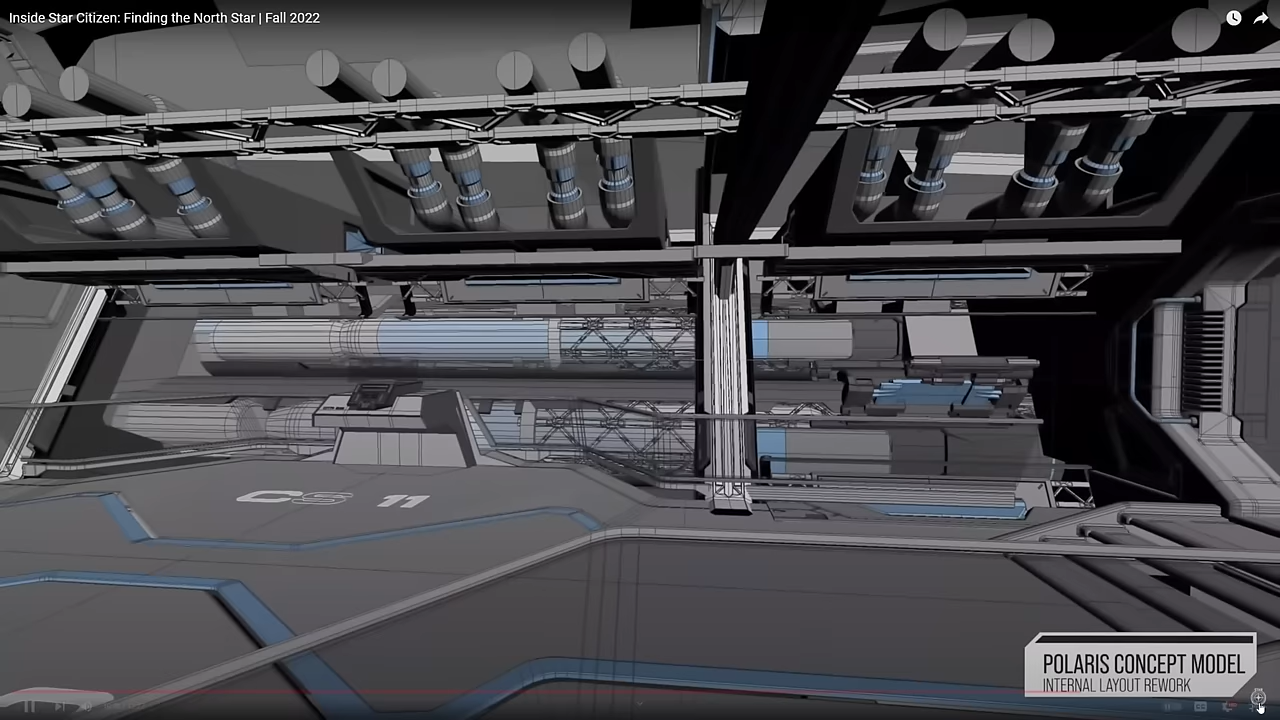 Inside Star Citizen: Finding the North Star | Fall 2022
CS 11
POLARIS CONCEPT MODEL
INTERNAL LAYOUT REWORK